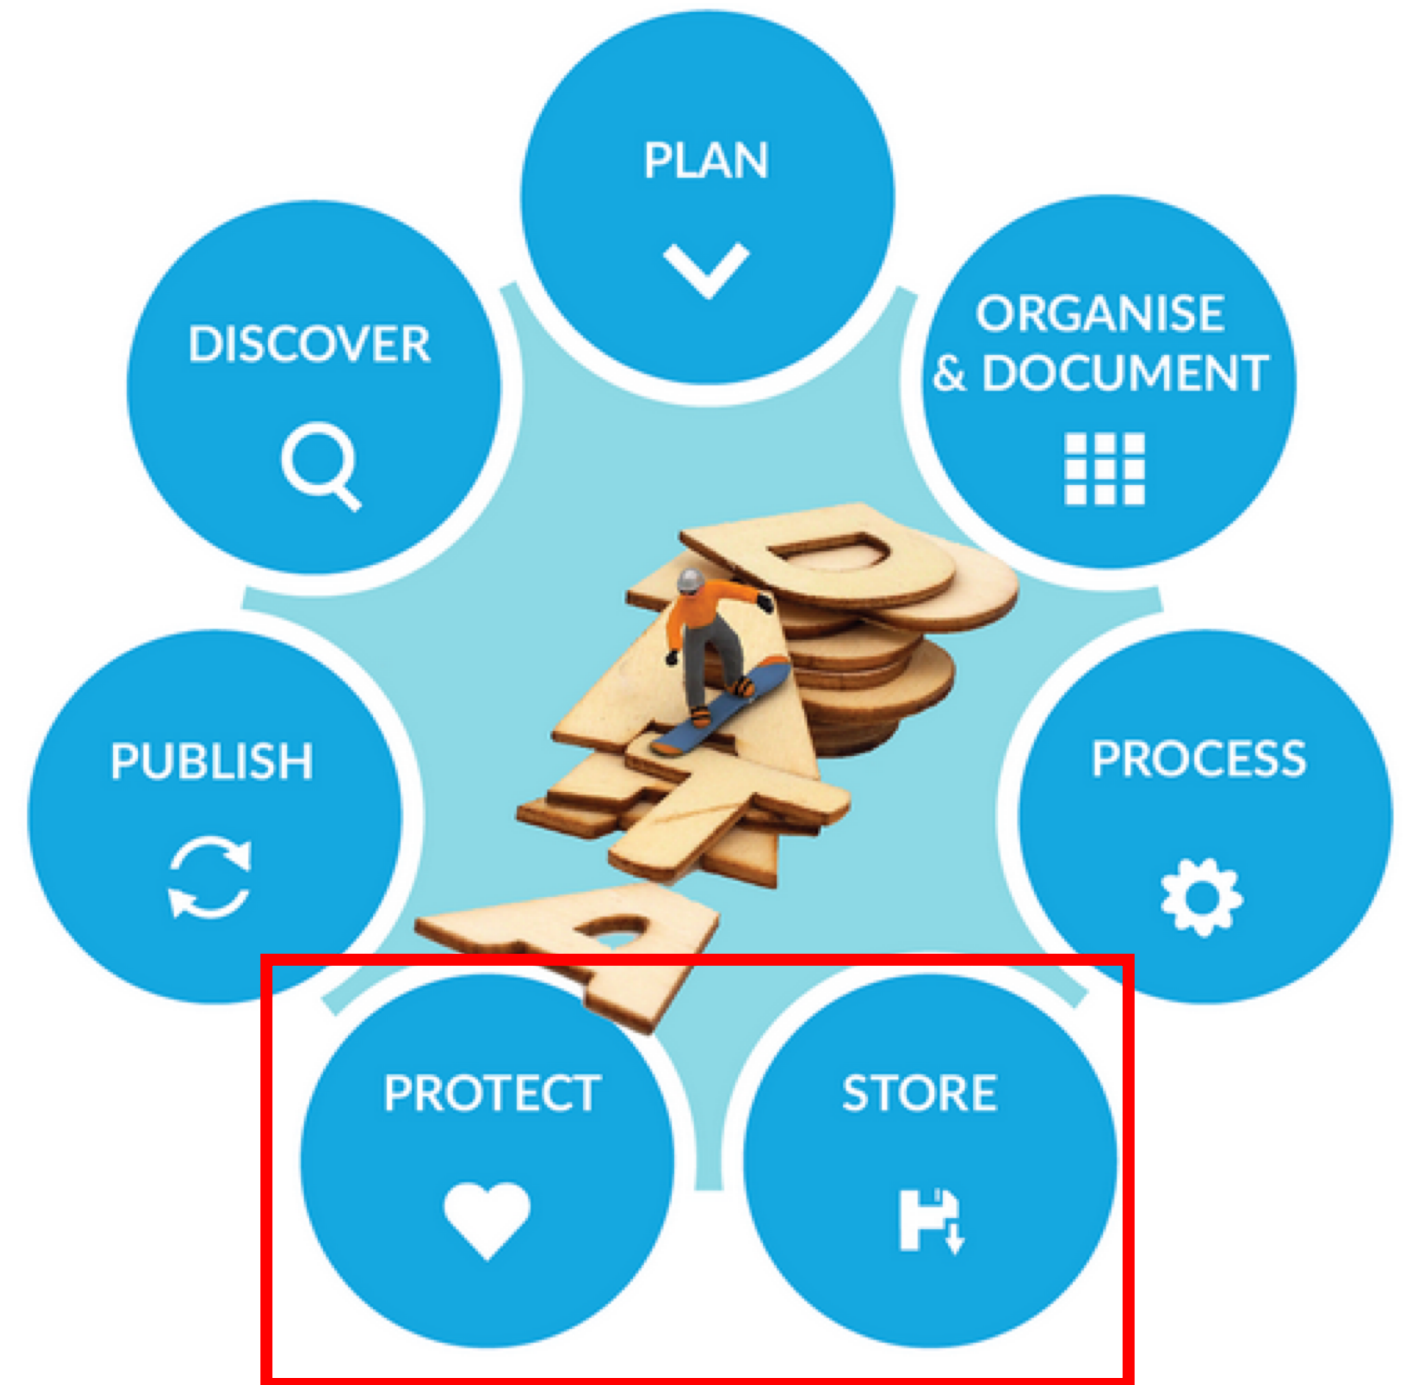 PLAN
ORGANISE
& DOCUMENT
PROCESS
STORE
PROTECT
PUBLISH
DISCOVER
D
A
T
A